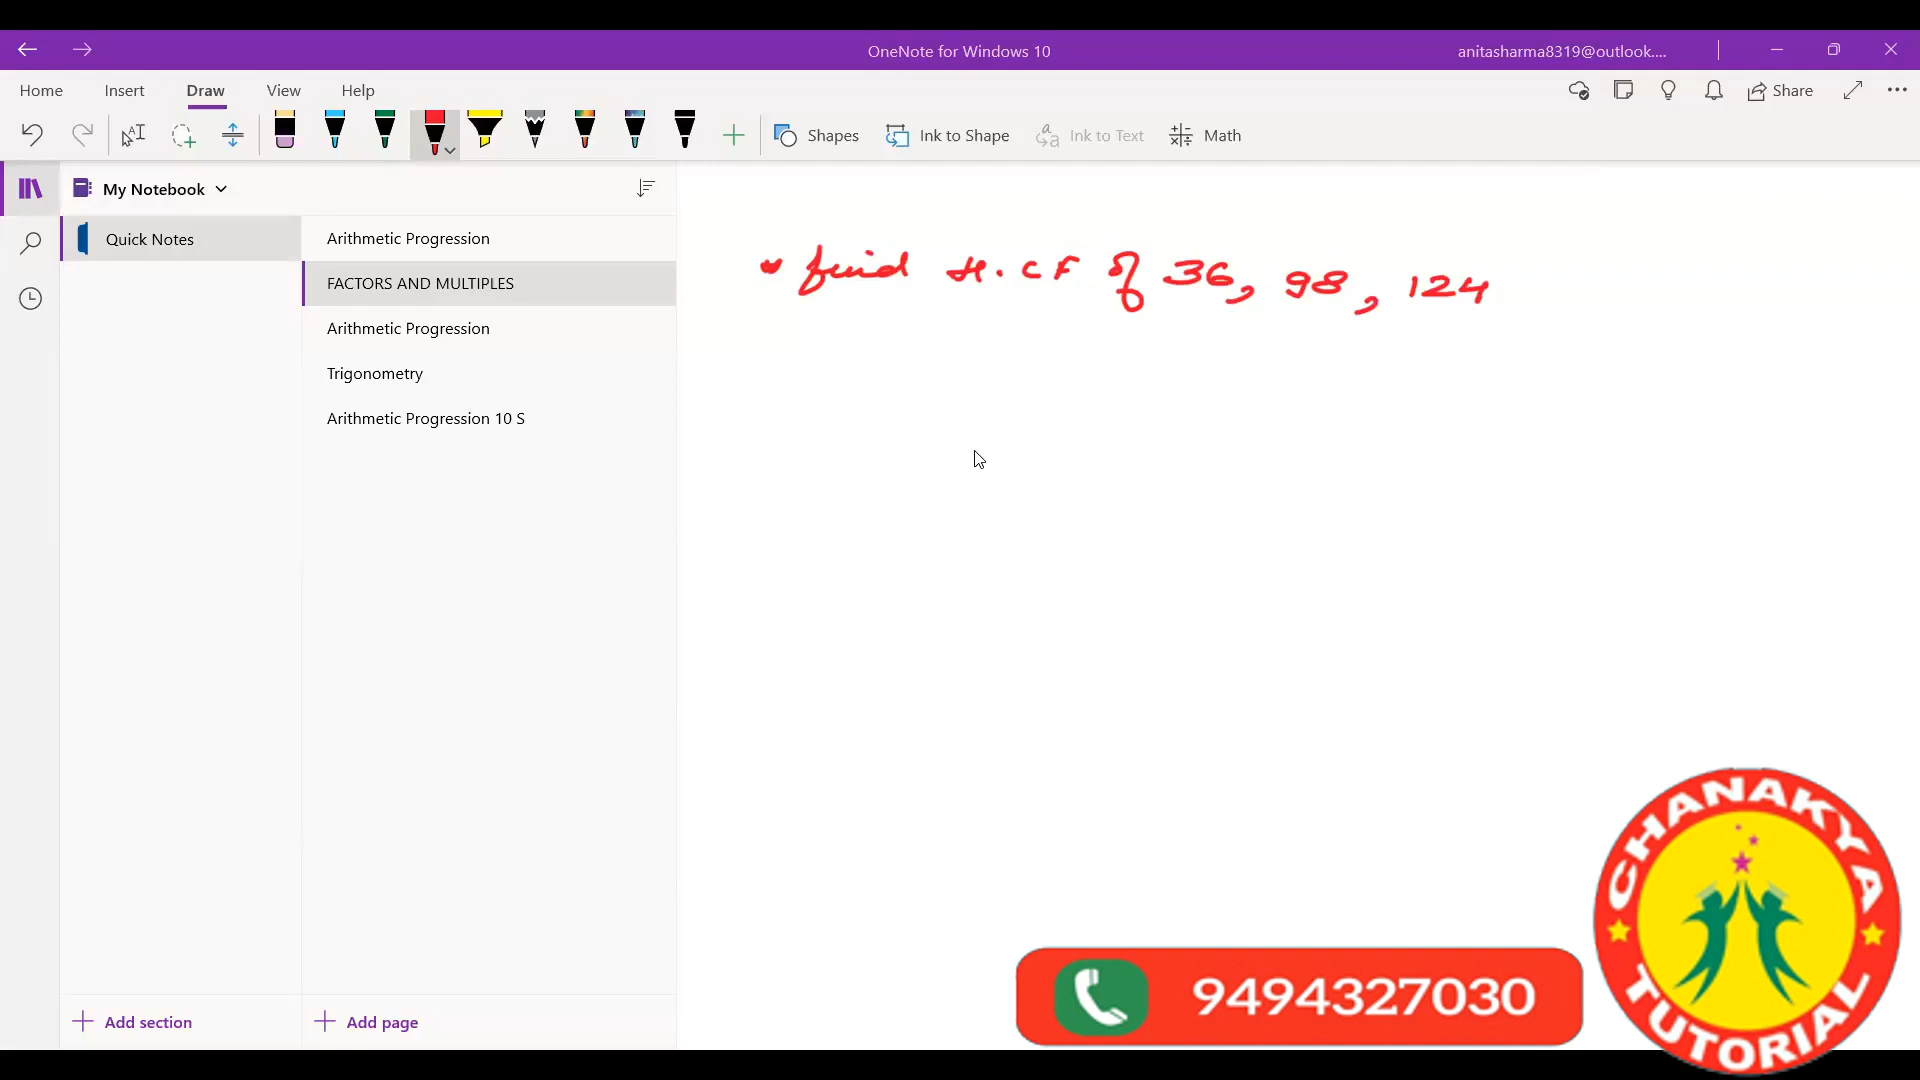 OneNote for Windows 10
anitasharma8319@outlook....
Home Insert Draw View Help
Share
Shapes Ink to Shape Ink to Text Math
My Notebook
Quick Notes
Arithmetic Progression
FACTORS AND MULTIPLES
Arithmetic Progression
Trigonometry
Arithmetic Progression 10 S
find H.CF of 36, 98, 124
Add section
Add page
9494327030
CHANAKYA
TUTORIAL